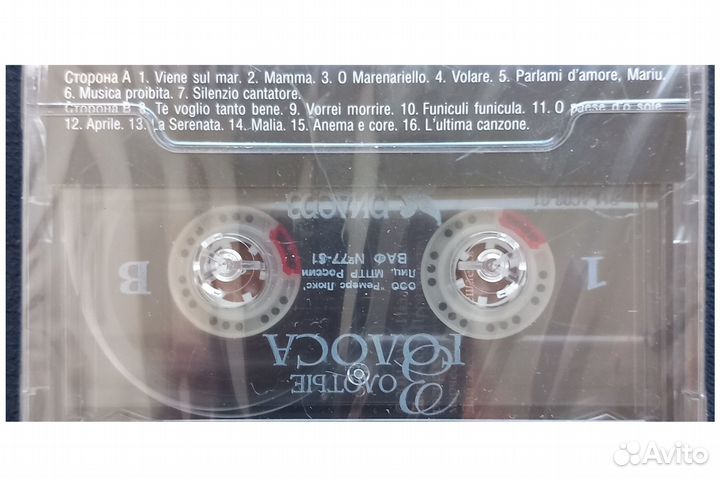 Сторона А 1. Viene sul mar. 2. Mamma. 3. O Marenariello. 4. Volare. 5. Parlami d'amore, Mariu.
6. Musica proibita. 7. Silenzio cantatore.
Сторона В 8. Te voglio tanto bene. 9. Vorrei morrire. 10. Funiculi funicula. 11. O paese d'o sole.
12. Aprile. 13. La Serenata. 14. Malia. 15. Anema e core. 16. L'ultima canzone.
ЗОЛОТЫЕ
ГОЛОСА
ООО "Ремерс Люкс"
Лиц. МПТР России
ВАФ №77-81
1
B
Avito